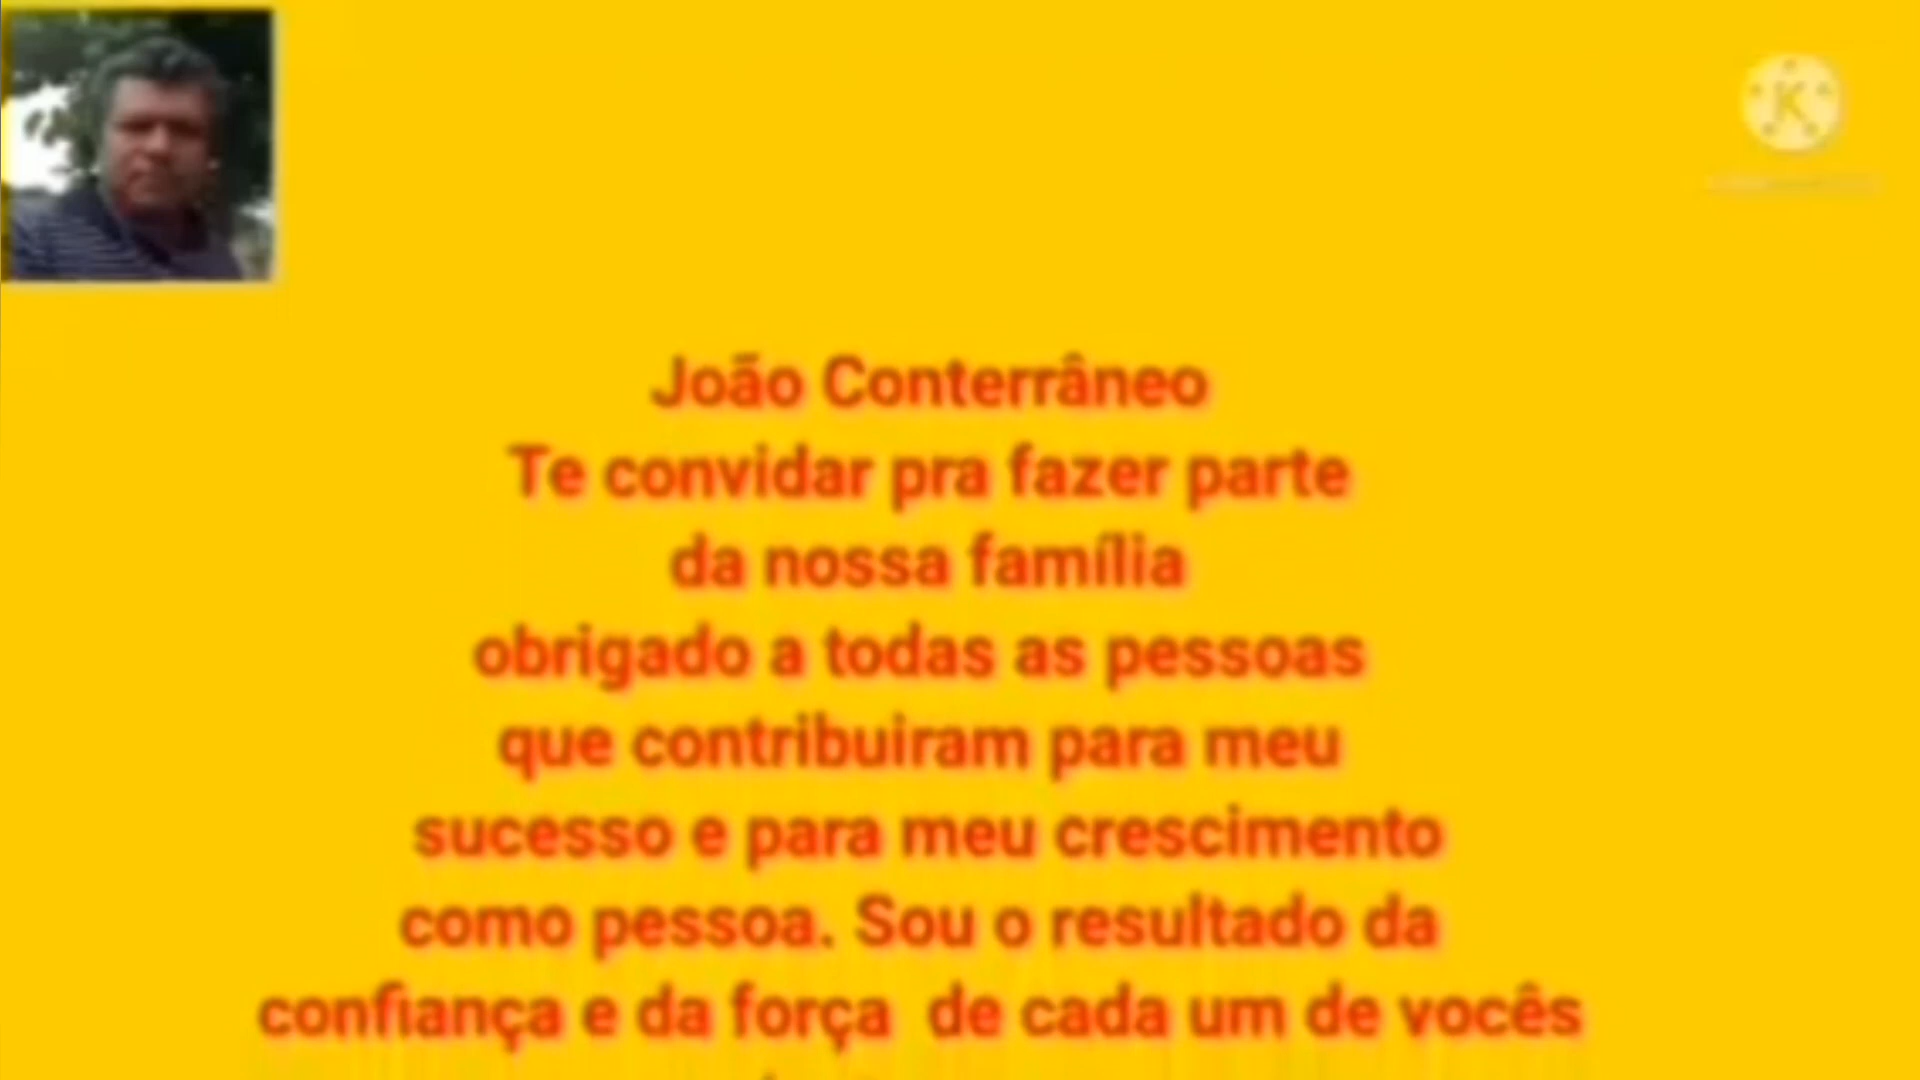 K
João Conterrâneo
Te convidar pra fazer parte
da nossa família
obrigado a todas as pessoas
que contribuiram para meu
sucesso e para meu crescimento
como pessoa. Sou o resultado da
confiança e da força de cada um de vocês